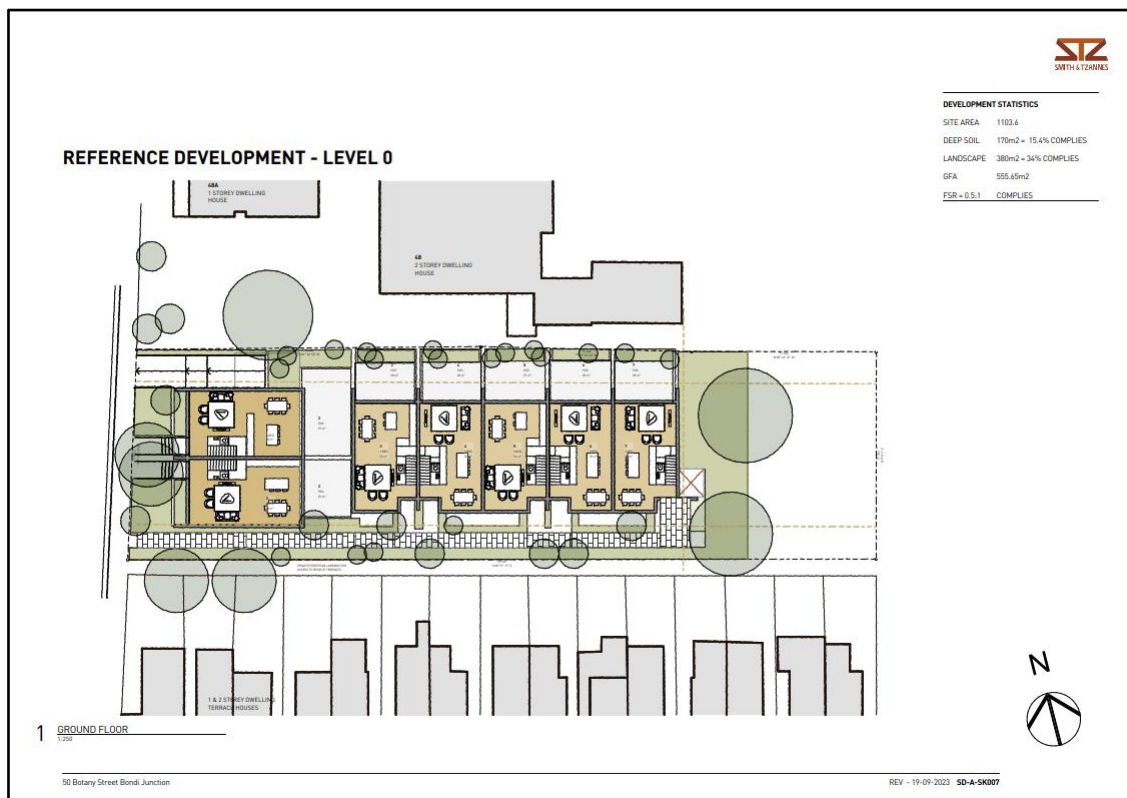 STZ
SMITH & TZANNES
DEVELOPMENT STATISTICS
SITE AREA 1103.6
DEEP SOIL 170m2 = 15.4% COMPLIES
LANDSCAPE 380m2 = 34% COMPLIES
GFA 555.65m2
FSR = 0.5:1 COMPLIES
REFERENCE DEVELOPMENT - LEVEL 0
48A
1 STOREY DWELLING
HOUSE
48
2 STOREY DWELLING
HOUSE
1 & 2 STOREY DWELLING
TERRACE HOUSES
N
1 GROUND FLOOR
1:250
50 Botany Street Bondi Junction
REV - 19-09-2023 SD-A-SK007